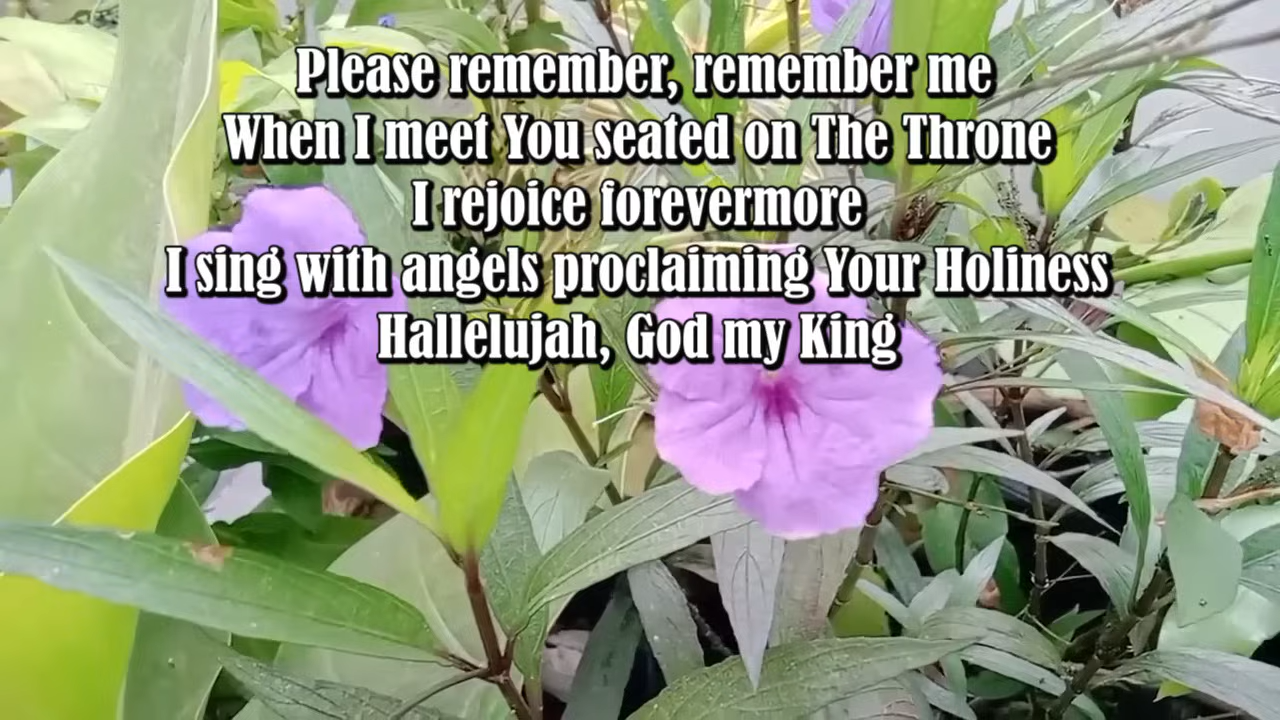 Please remember, remember me
When I meet You seated on The Throne
I rejoice forevermore
I sing with angels proclaiming Your Holiness
Hallelujah, God my King